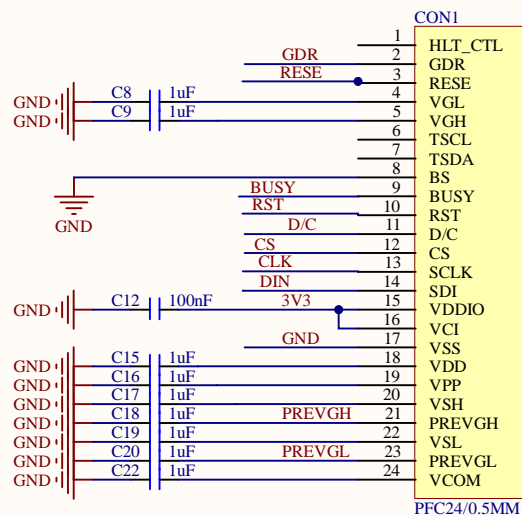 CON1
1 HLT_CTL
GDR 2 GDR
RESE 3 RESE
GND C8 1uF 4 VGL
GND C9 1uF 5 VGH
6 TSCL
7 TSDA
8 BS
BUSY 9 BUSY
RST 10 RST
GND
D/C 11 D/C
CS 12 CS
CLK 13 SCLK
DIN 14 SDI
GND C12 100nF 3V3 15 VDDIO
16 VCI
GND 17 VSS
GND C15 1uF 18 VDD
GND C16 1uF 19 VPP
GND C17 1uF 20 VSH
GND C18 1uF PREVGH 21 PREVGH
GND C19 1uF 22 VSL
GND C20 1uF PREVGL 23 PREVGL
GND C22 1uF 24 VCOM
PFC24/0.5MM